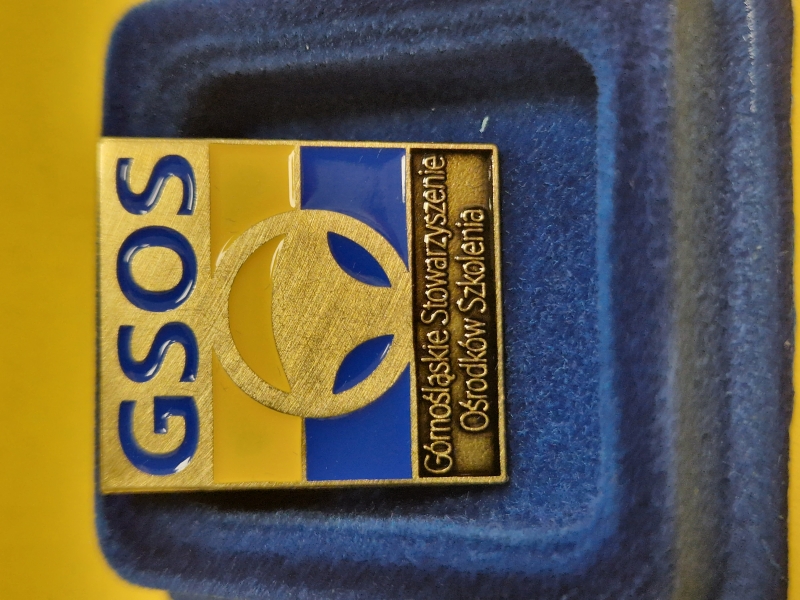 GSOS
Górnośląskie Stowarzyszenie
Ośrodków Szkolenia